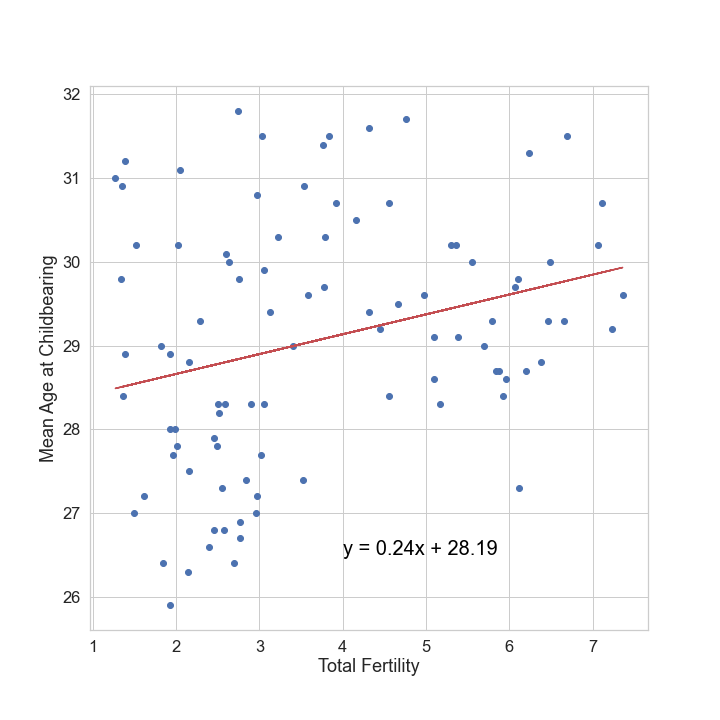 32
31
30
29
28
27
26
Mean Age at Childbearing
y = 0.24x + 28.19
1 2 3 4 5 6 7
Total Fertility